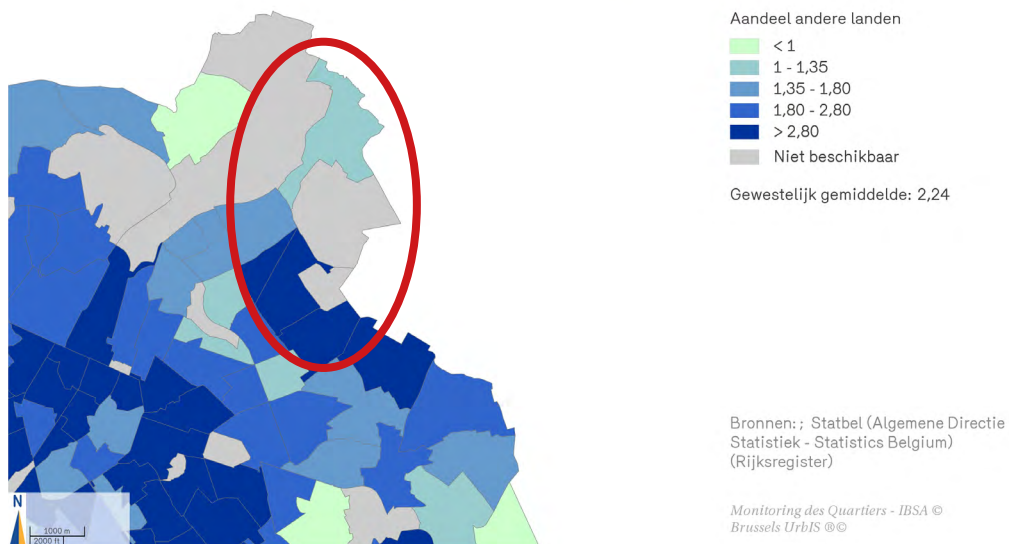 Aandeel andere landen
< 1
1 - 1,35
1,35 - 1,80
1,80 - 2,80
> 2,80
Niet beschikbaar
Gewestelijk gemiddelde: 2,24
Bronnen: ; Statbel (Algemene Directie
Statistiek - Statistics Belgium)
(Rijksregister)
N
1000 m
2000 ft
Monitoring des Quartiers - IBSA ©
Brussels UrbIS ®©